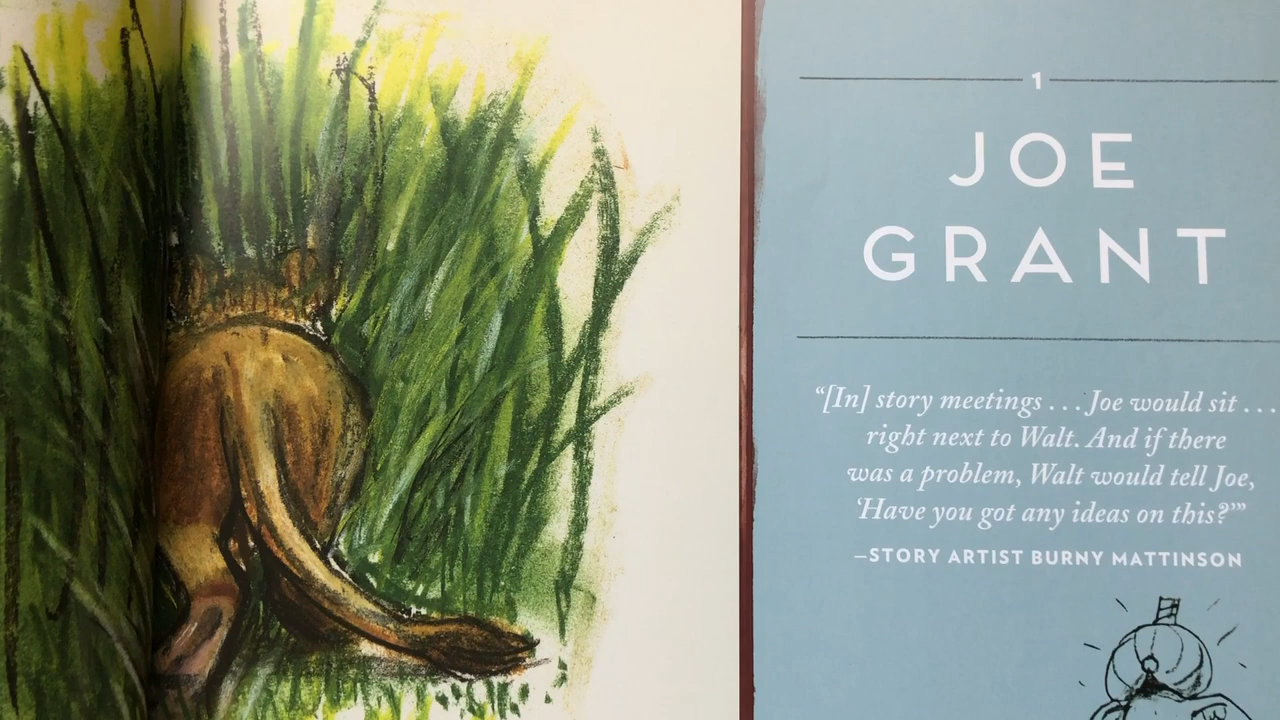 1
JOE
GRANT
“[In] story meetings . . . Joe would sit . . .
right next to Walt. And if there
was a problem, Walt would tell Joe,
‘Have you got any ideas on this?’”
—STORY ARTIST BURNY MATTINSON